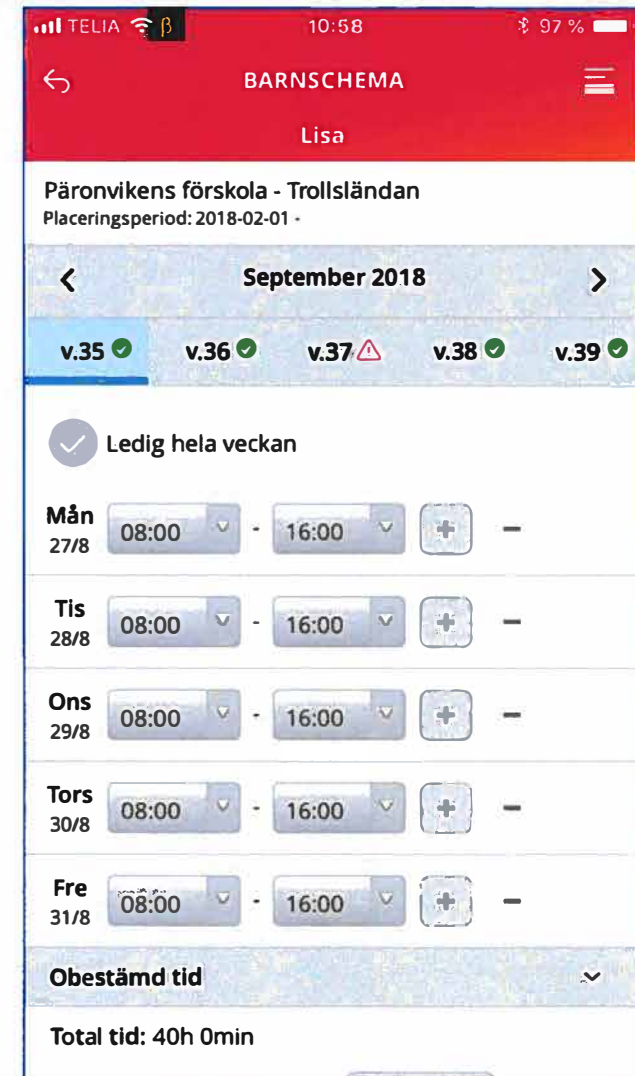 TELIA β 10:58 97 %
BARNSCHEMA
Lisa
Päronvikens förskola - Trollsländan
Placeringsperiod: 2018-02-01 -
September 2018
v.35 v.36 v.37 v.38 v.39
Ledig hela veckan
Mån 08:00 - 16:00 + -
27/8
Tis 08:00 - 16:00 + -
28/8
Ons 08:00 - 16:00 + -
29/8
Tors 08:00 - 16:00 + -
30/8
Fre 08:00 - 16:00 + -
31/8
Obestämd tid
Total tid: 40h 0min